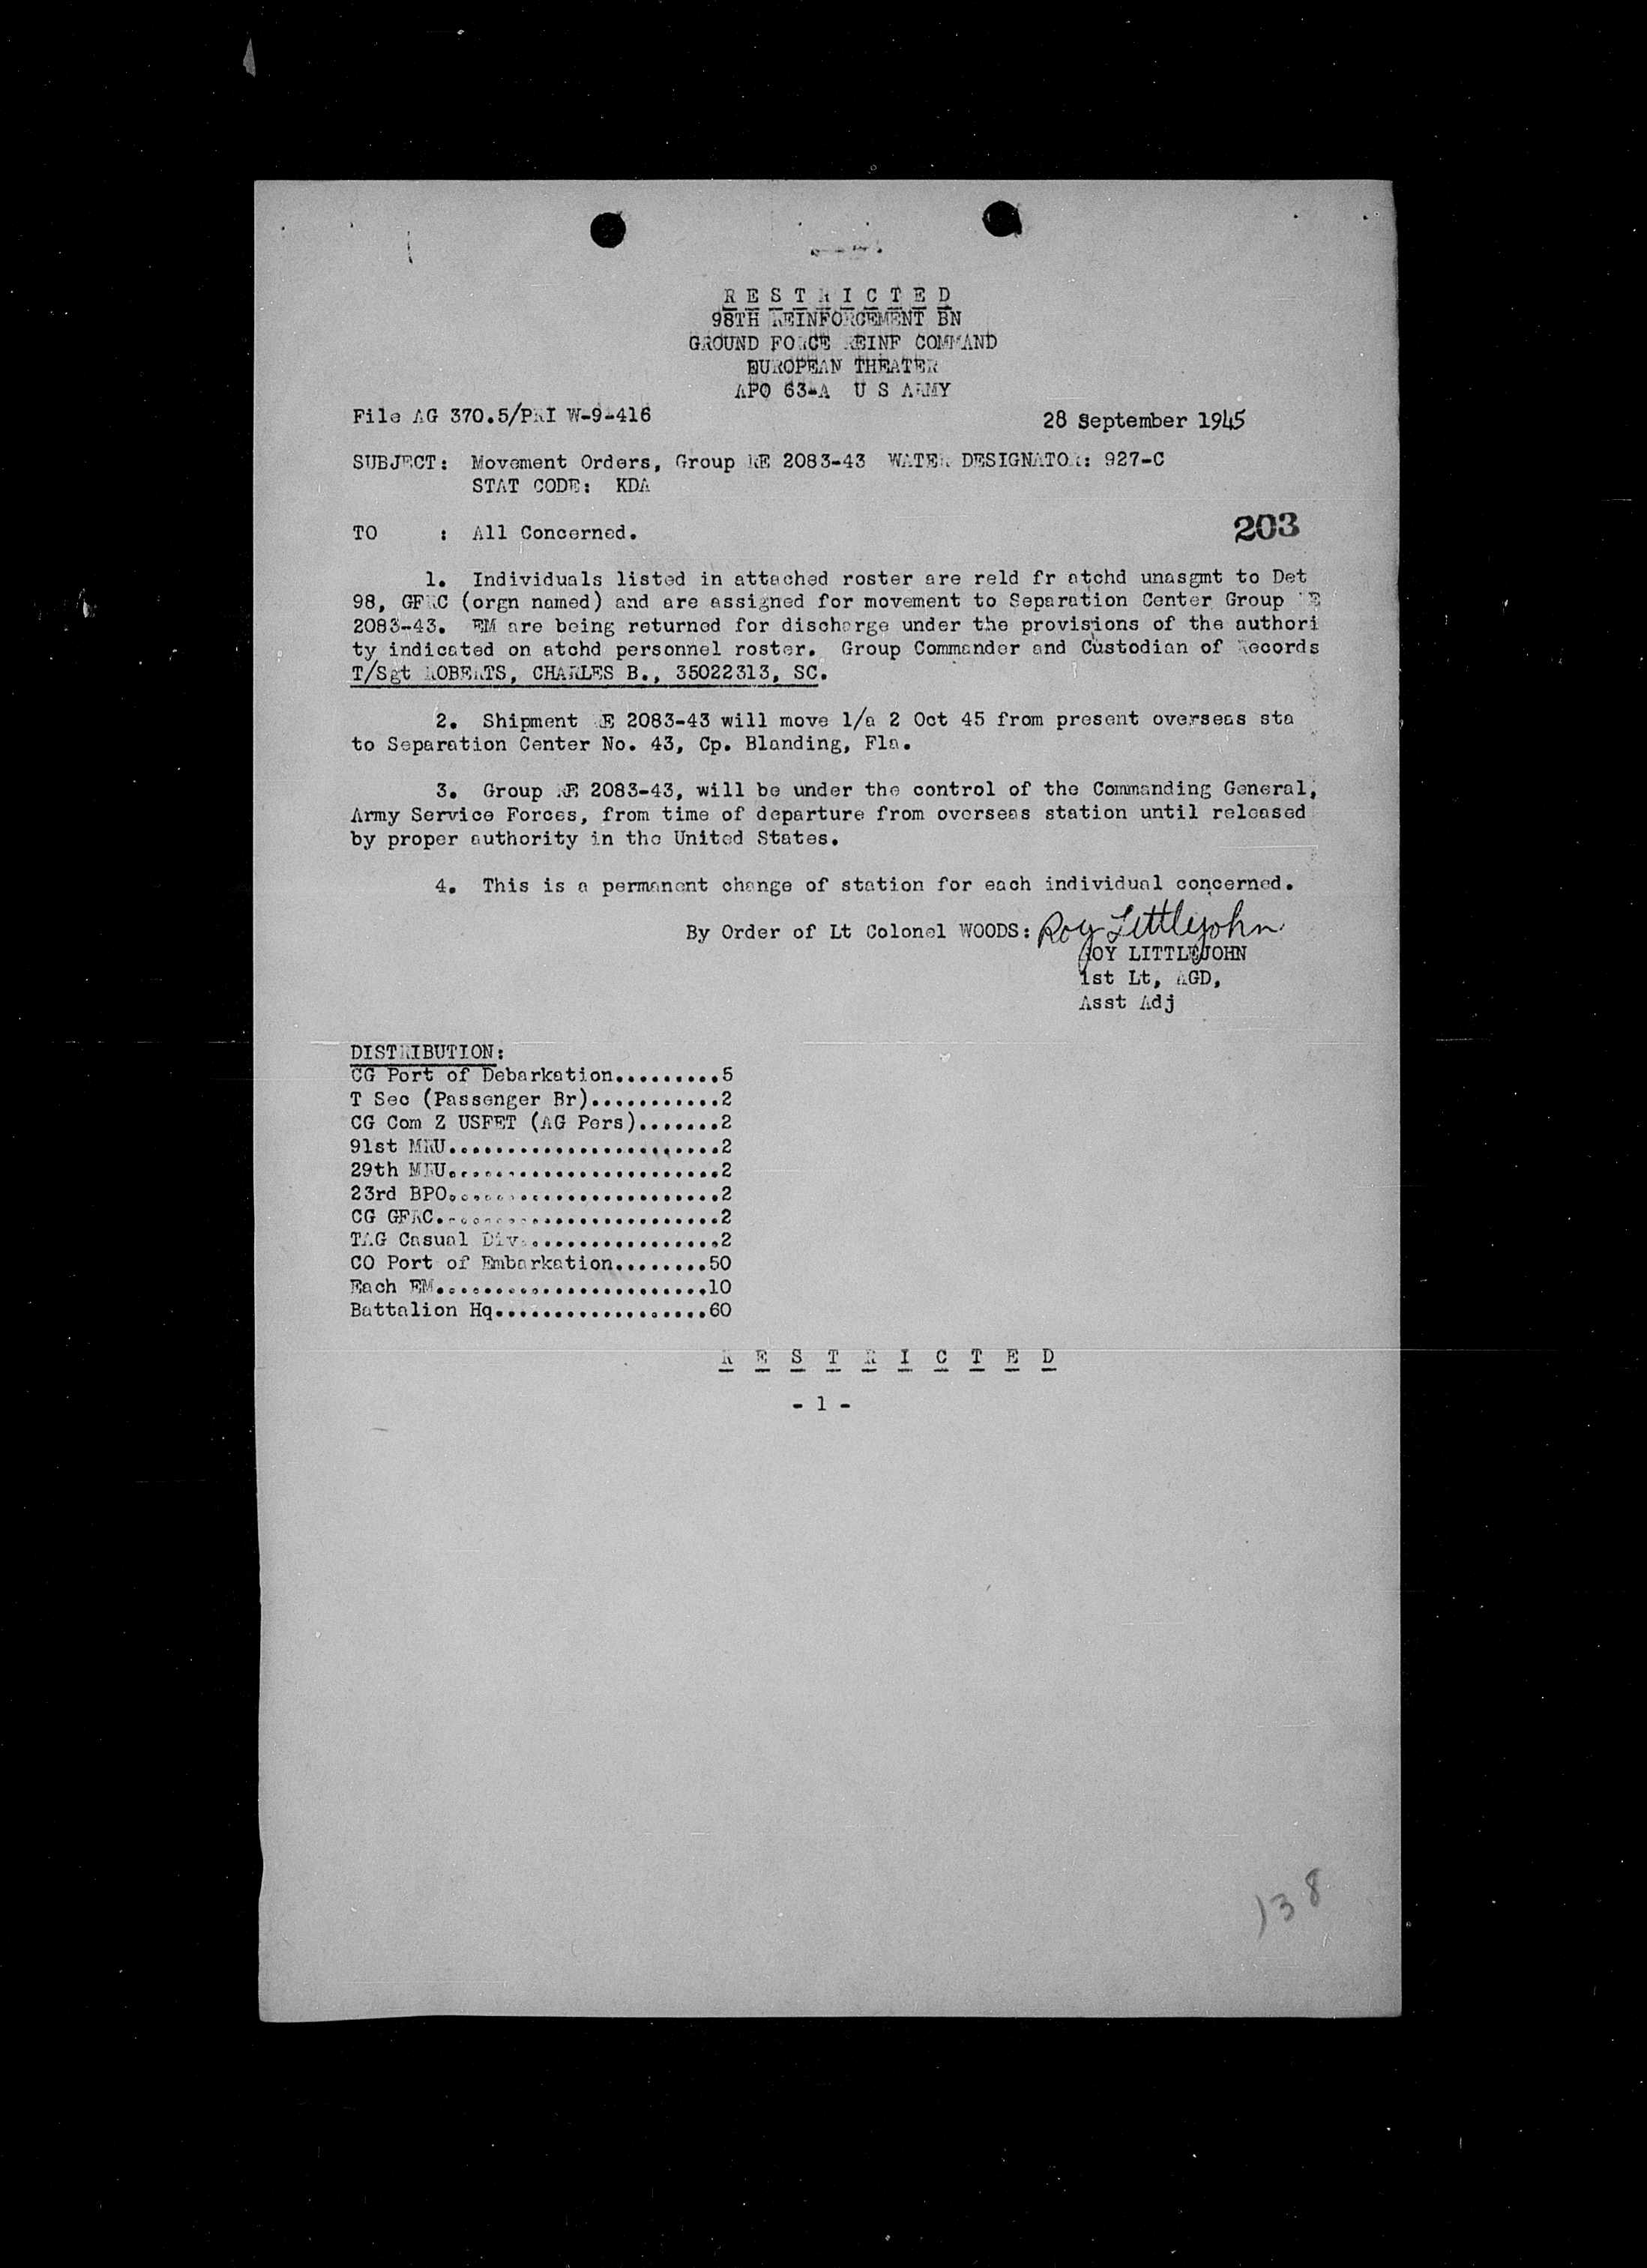 R E S T R I C T E D
98TH REINFORCEMENT BN
GROUND FORCE REINF COMMAND
EUROPEAN THEATER
APO 63-A U S ARMY
File AG 370.5/PRI W-9-416
28 September 1945
SUBJECT: Movement Orders, Group RE 2083-43 WATER DESIGNATOR: 927-C
STAT CODE: KDA
TO : All Concerned.
203
1. Individuals listed in attached roster are reld fr atchd unasgmt to Det
98, GFRC (orgn named) and are assigned for movement to Separation Center Group RE
2083-43. EM are being returned for discharge under the provisions of the authori
ty indicated on atchd personnel roster. Group Commander and Custodian of Records
T/Sgt ROBERTS, CHARLES B., 35022313, SC.
2. Shipment RE 2083-43 will move 1/a 2 Oct 45 from present overseas sta
to Separation Center No. 43, Cp. Blanding, Fla.
3. Group RE 2083-43, will be under the control of the Commanding General,
Army Service Forces, from time of departure from overseas station until released
by proper authority in the United States.
4. This is a permanent change of station for each individual concerned.
By Order of Lt Colonel WOODS: Roy Littlejohn
ROY LITTLEJOHN
1st Lt, AGD,
Asst Adj
DISTRIBUTION:
CG Port of Debarkation.........5
T Sec (Passenger Br)...........2
CG Com Z USFET (AG Pers).......2
91st MRU.......................2
29th MRU.......................2
23rd BPO.......................2
CG GFRC........................2
TAG Casual Div.................2
CO Port of Embarkation........50
Each EM.......................10
Battalion Hq..................60
R E S T R I C T E D
- 1 -
138